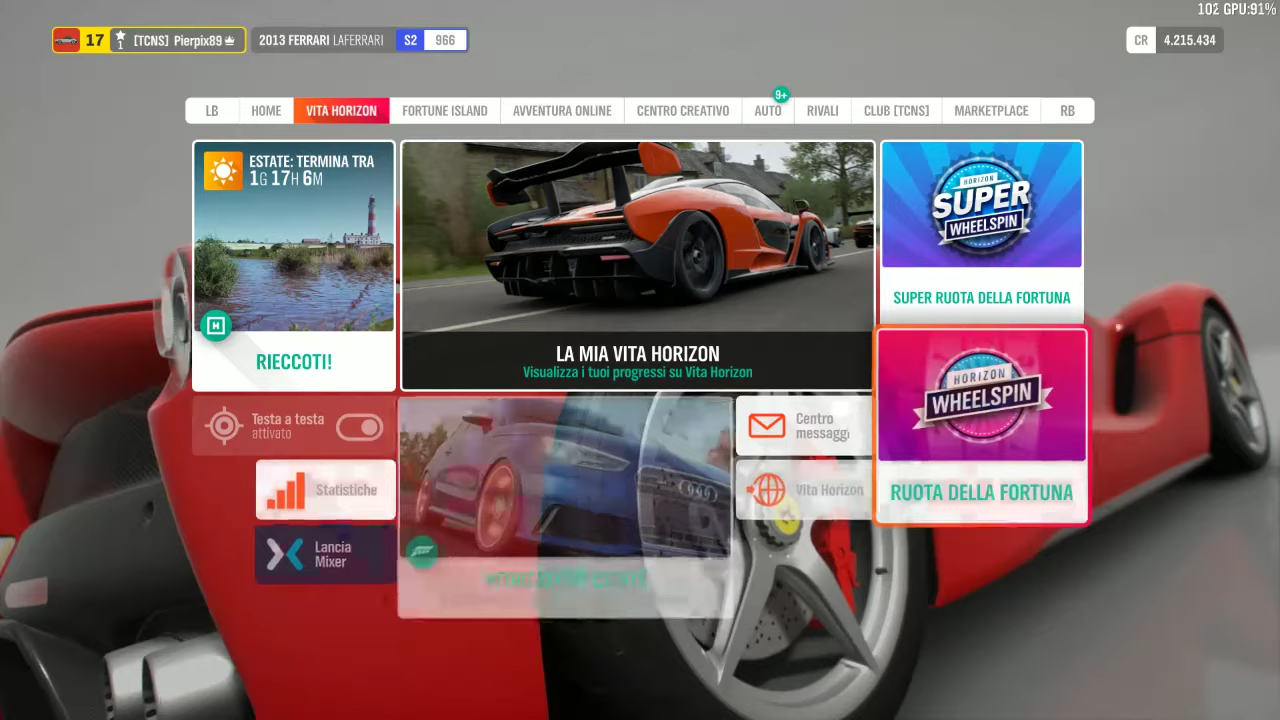 102 GPU:91%
17
1
[TCNS] Pierpix89
2013 FERRARI LAFERRARI
S2
966
CR
4.215.434
9+
LB
HOME
VITA HORIZON
FORTUNE ISLAND
AVVENTURA ONLINE
CENTRO CREATIVO
AUTO
RIVALI
CLUB [TCNS]
MARKETPLACE
RB
ESTATE: TERMINA TRA
1G 17H 6M
RIECCOTI!
LA MIA VITA HORIZON
Visualizza i tuoi progressi su Vita Horizon
HORIZON
SUPER
WHEELSPIN
SUPER RUOTA DELLA FORTUNA
HORIZON
WHEELSPIN
RUOTA DELLA FORTUNA
Testa a testa
attivato
Statistiche
Lancia
Mixer
Centro
messaggi
Vita Horizon